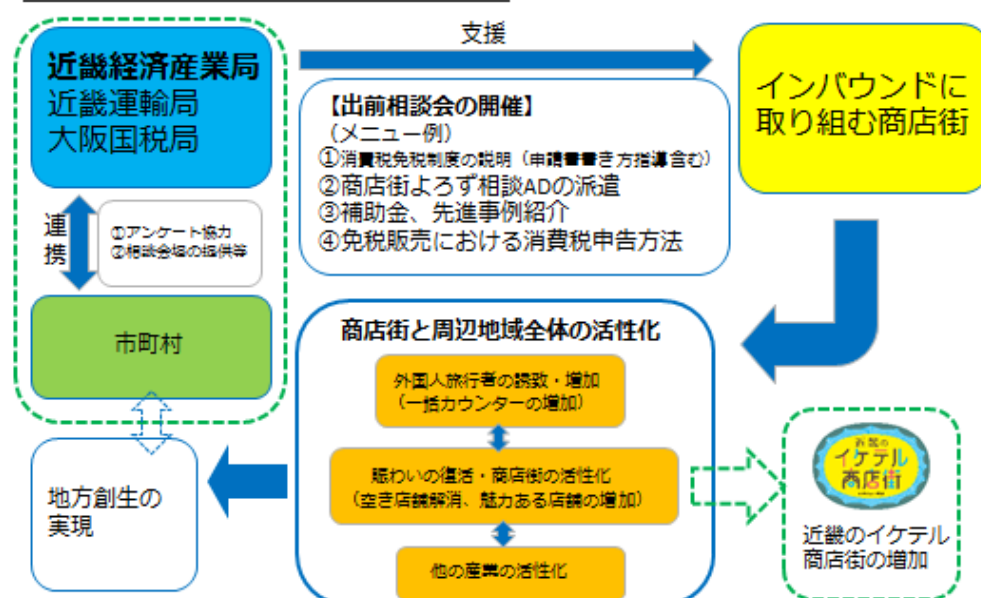 近畿経済産業局
近畿運輸局
大阪国税局
連
携
①アンケート協力
②相談会場の提供等
市町村
支援
【出前相談会の開催】
（メニュー例）
①消費税免税制度の説明（申請書書き方指導含む）
②商店街よろず相談ADの派遣
③補助金、先進事例紹介
④免税販売における消費税申告方法
インバウンドに
取り組む商店街
商店街と周辺地域全体の活性化
外国人旅行者の誘致・増加
（一括カウンターの増加）
賑わいの復活・商店街の活性化
（空き店舗解消、魅力ある店舗の増加）
他の産業の活性化
地方創生の
実現
近畿の
イケテル
商店街
近畿のイケテル
商店街の増加